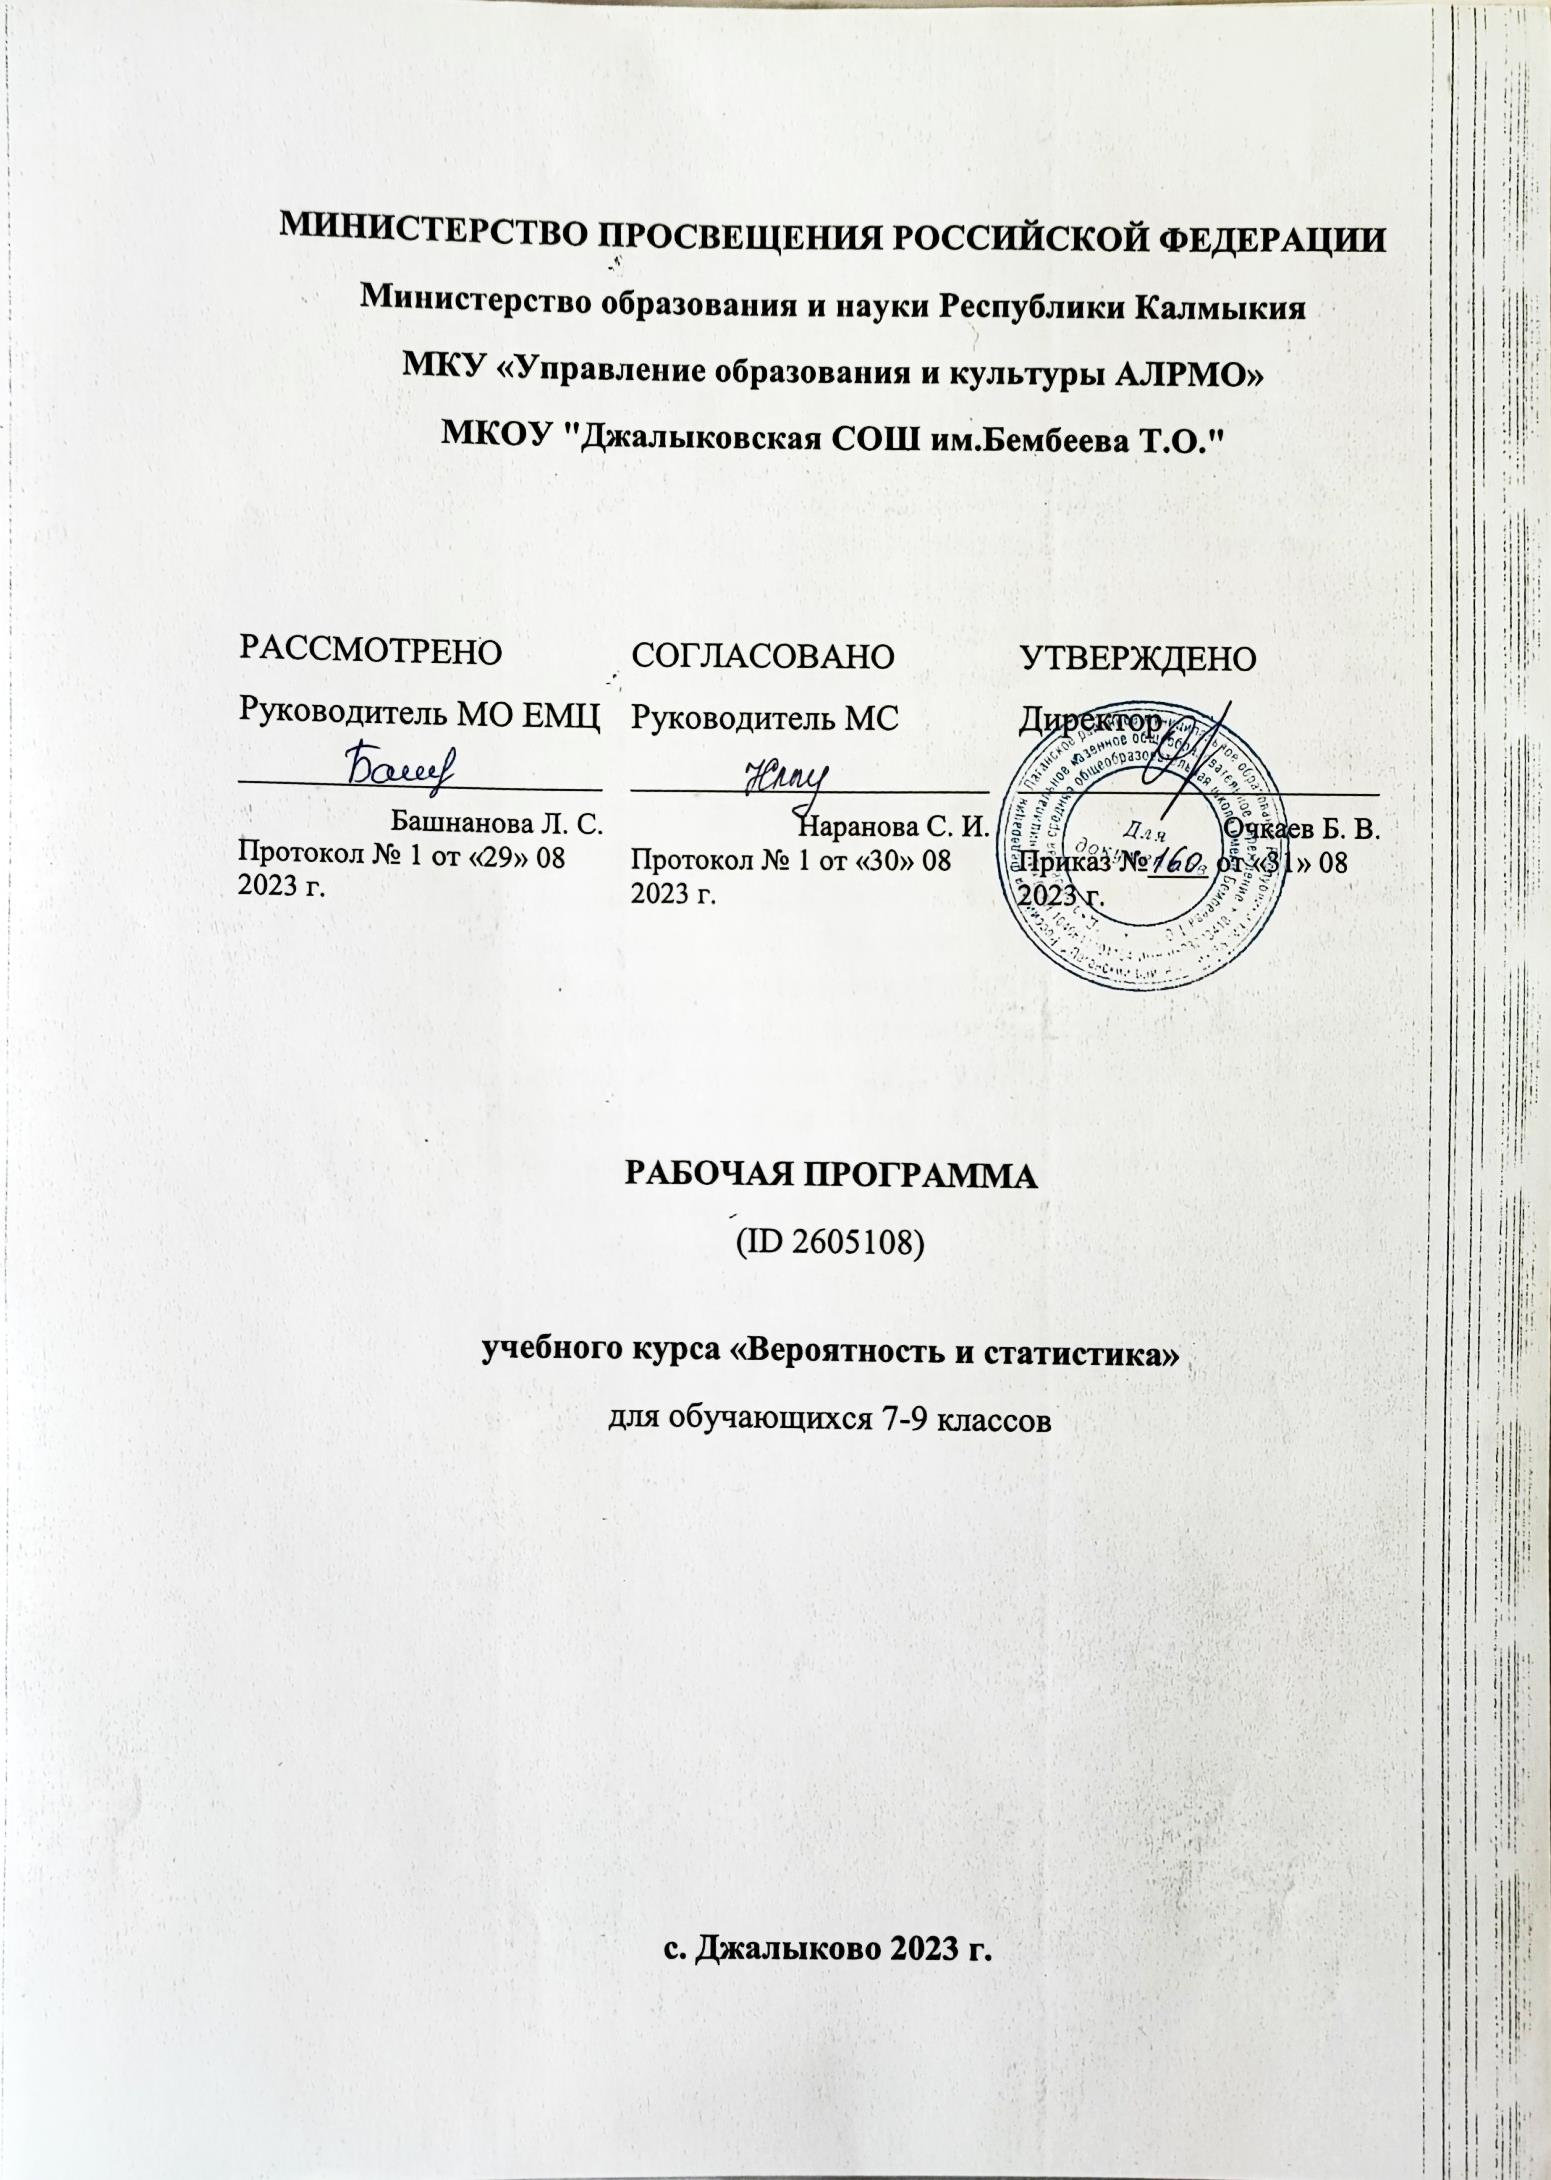 МИНИСТЕРСТВО ПРОСВЕЩЕНИЯ РОССИЙСКОЙ ФЕДЕРАЦИИ
Министерство образования и науки Республики Калмыкия
МКУ «Управление образования и культуры АЛРМО»
МКОУ "Джалыковская СОШ им.Бембеева Т.О."
РАССМОТРЕНО
Руководитель МО ЕМЦ
Башнанова Л. С.
Протокол № 1 от «29» 08
2023 г.
СОГЛАСОВАНО
Руководитель МС
Наранова С. И.
Протокол № 1 от «30» 08
2023 г.
УТВЕРЖДЕНО
Директор
Очкаев Б. В.
Приказ № 160 от «31» 08
2023 г.
Для
документов
РАБОЧАЯ ПРОГРАММА
(ID 2605108)
учебного курса «Вероятность и статистика»
для обучающихся 7-9 классов
с. Джалыково 2023 г.